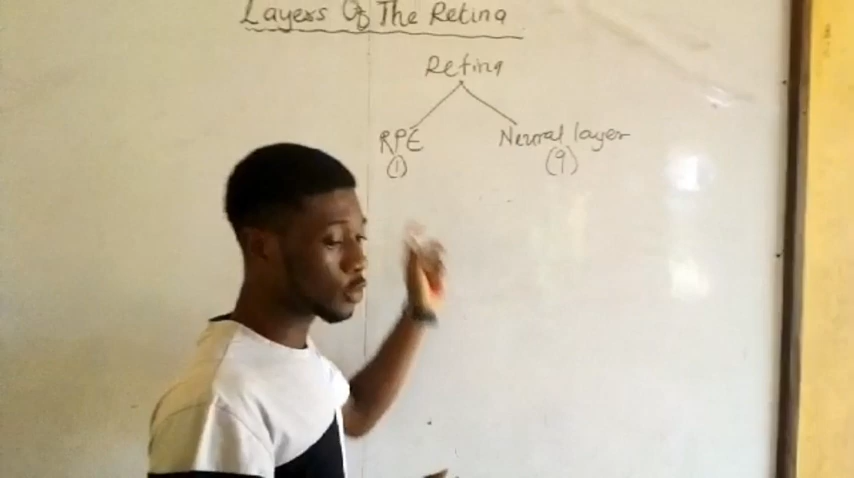 Layers Of The Retina
Retina
RPE
Neural layer
(1)
(9)